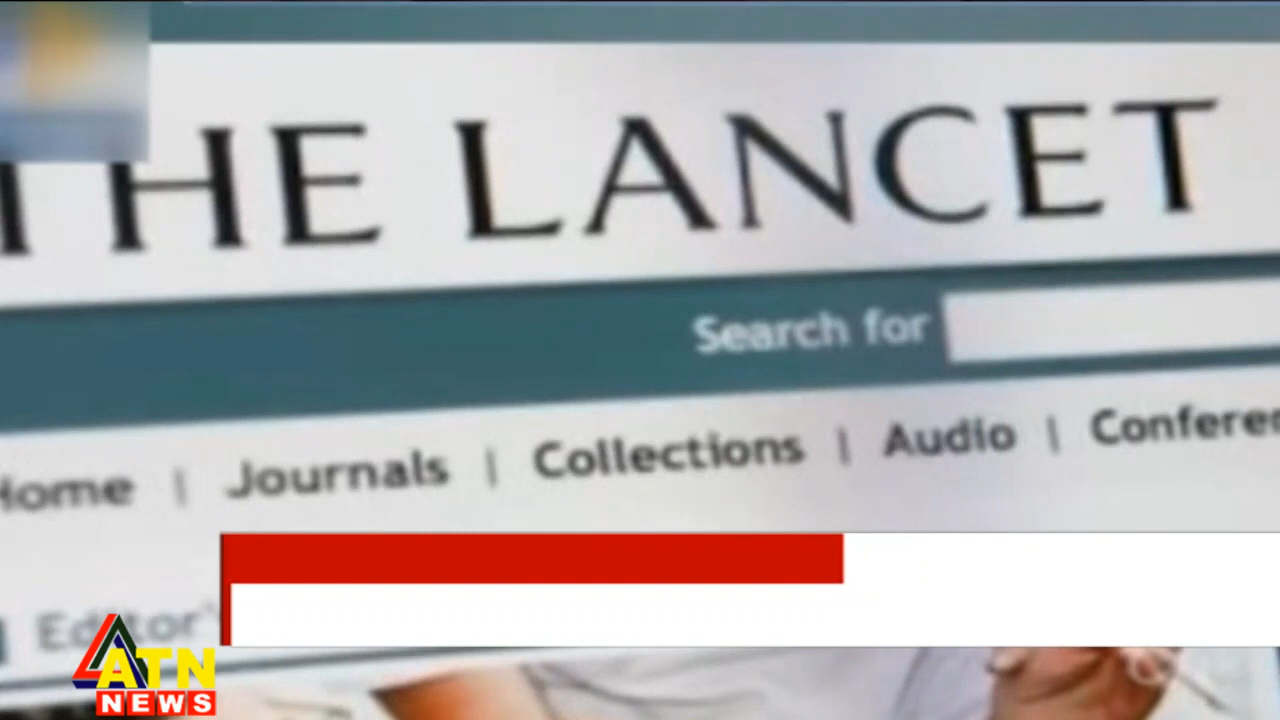 THE LANCET
Search for
Home | Journals | Collections | Audio | Conferen
Editor'
ATN
NEWS